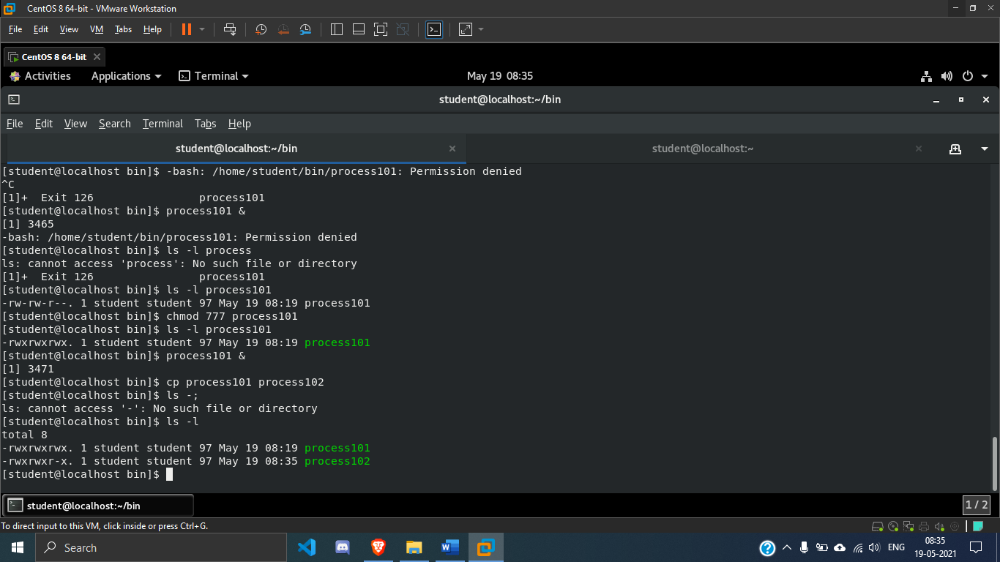 CentOS 8 64-bit - VMware Workstation
File Edit View VM Tabs Help
CentOS 8 64-bit
Activities Applications Terminal May 19 08:35
student@localhost:~/bin
File Edit View Search Terminal Tabs Help
student@localhost:~/bin student@localhost:~
[student@localhost bin]$ -bash: /home/student/bin/process101: Permission denied
^C
[1]+  Exit 126                process101
[student@localhost bin]$ process101 &
[1] 3465
-bash: /home/student/bin/process101: Permission denied
[student@localhost bin]$ ls -l process
ls: cannot access 'process': No such file or directory
[1]+  Exit 126                process101
[student@localhost bin]$ ls -l process101
-rw-rw-r--. 1 student student 97 May 19 08:19 process101
[student@localhost bin]$ chmod 777 process101
[student@localhost bin]$ ls -l process101
-rwxrwxrwx. 1 student student 97 May 19 08:19 process101
[student@localhost bin]$ process101 &
[1] 3471
[student@localhost bin]$ cp process101 process102
[student@localhost bin]$ ls -;
ls: cannot access '-': No such file or directory
[student@localhost bin]$ ls -l
total 8
-rwxrwxrwx. 1 student student 97 May 19 08:19 process101
-rwxrwxr-x. 1 student student 97 May 19 08:35 process102
[student@localhost bin]$
student@localhost:~/bin 1 / 2
To direct input to this VM, click inside or press Ctrl+G.
Search ENG 08:35
19-05-2021